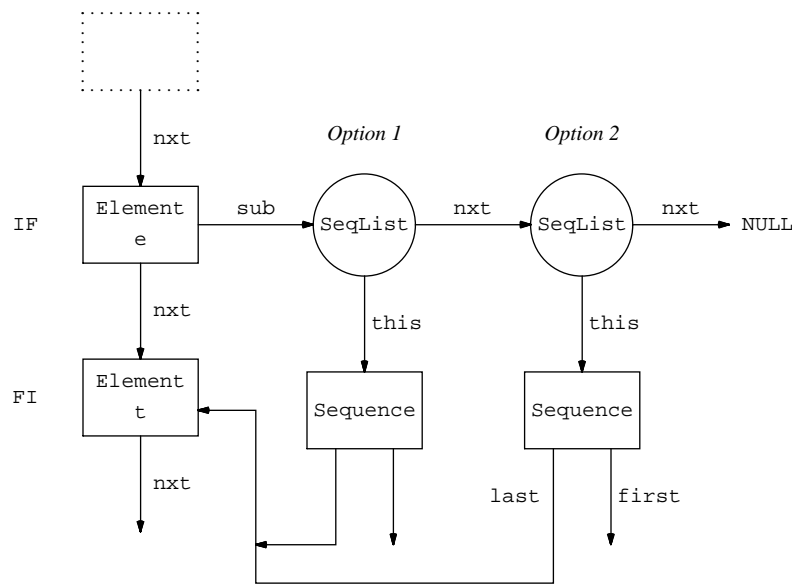 nxt
Option 1
Option 2
IF
Element
e
sub
SeqList
nxt
SeqList
nxt
NULL
nxt
this
this
FI
Element
t
Sequence
Sequence
nxt
last
first